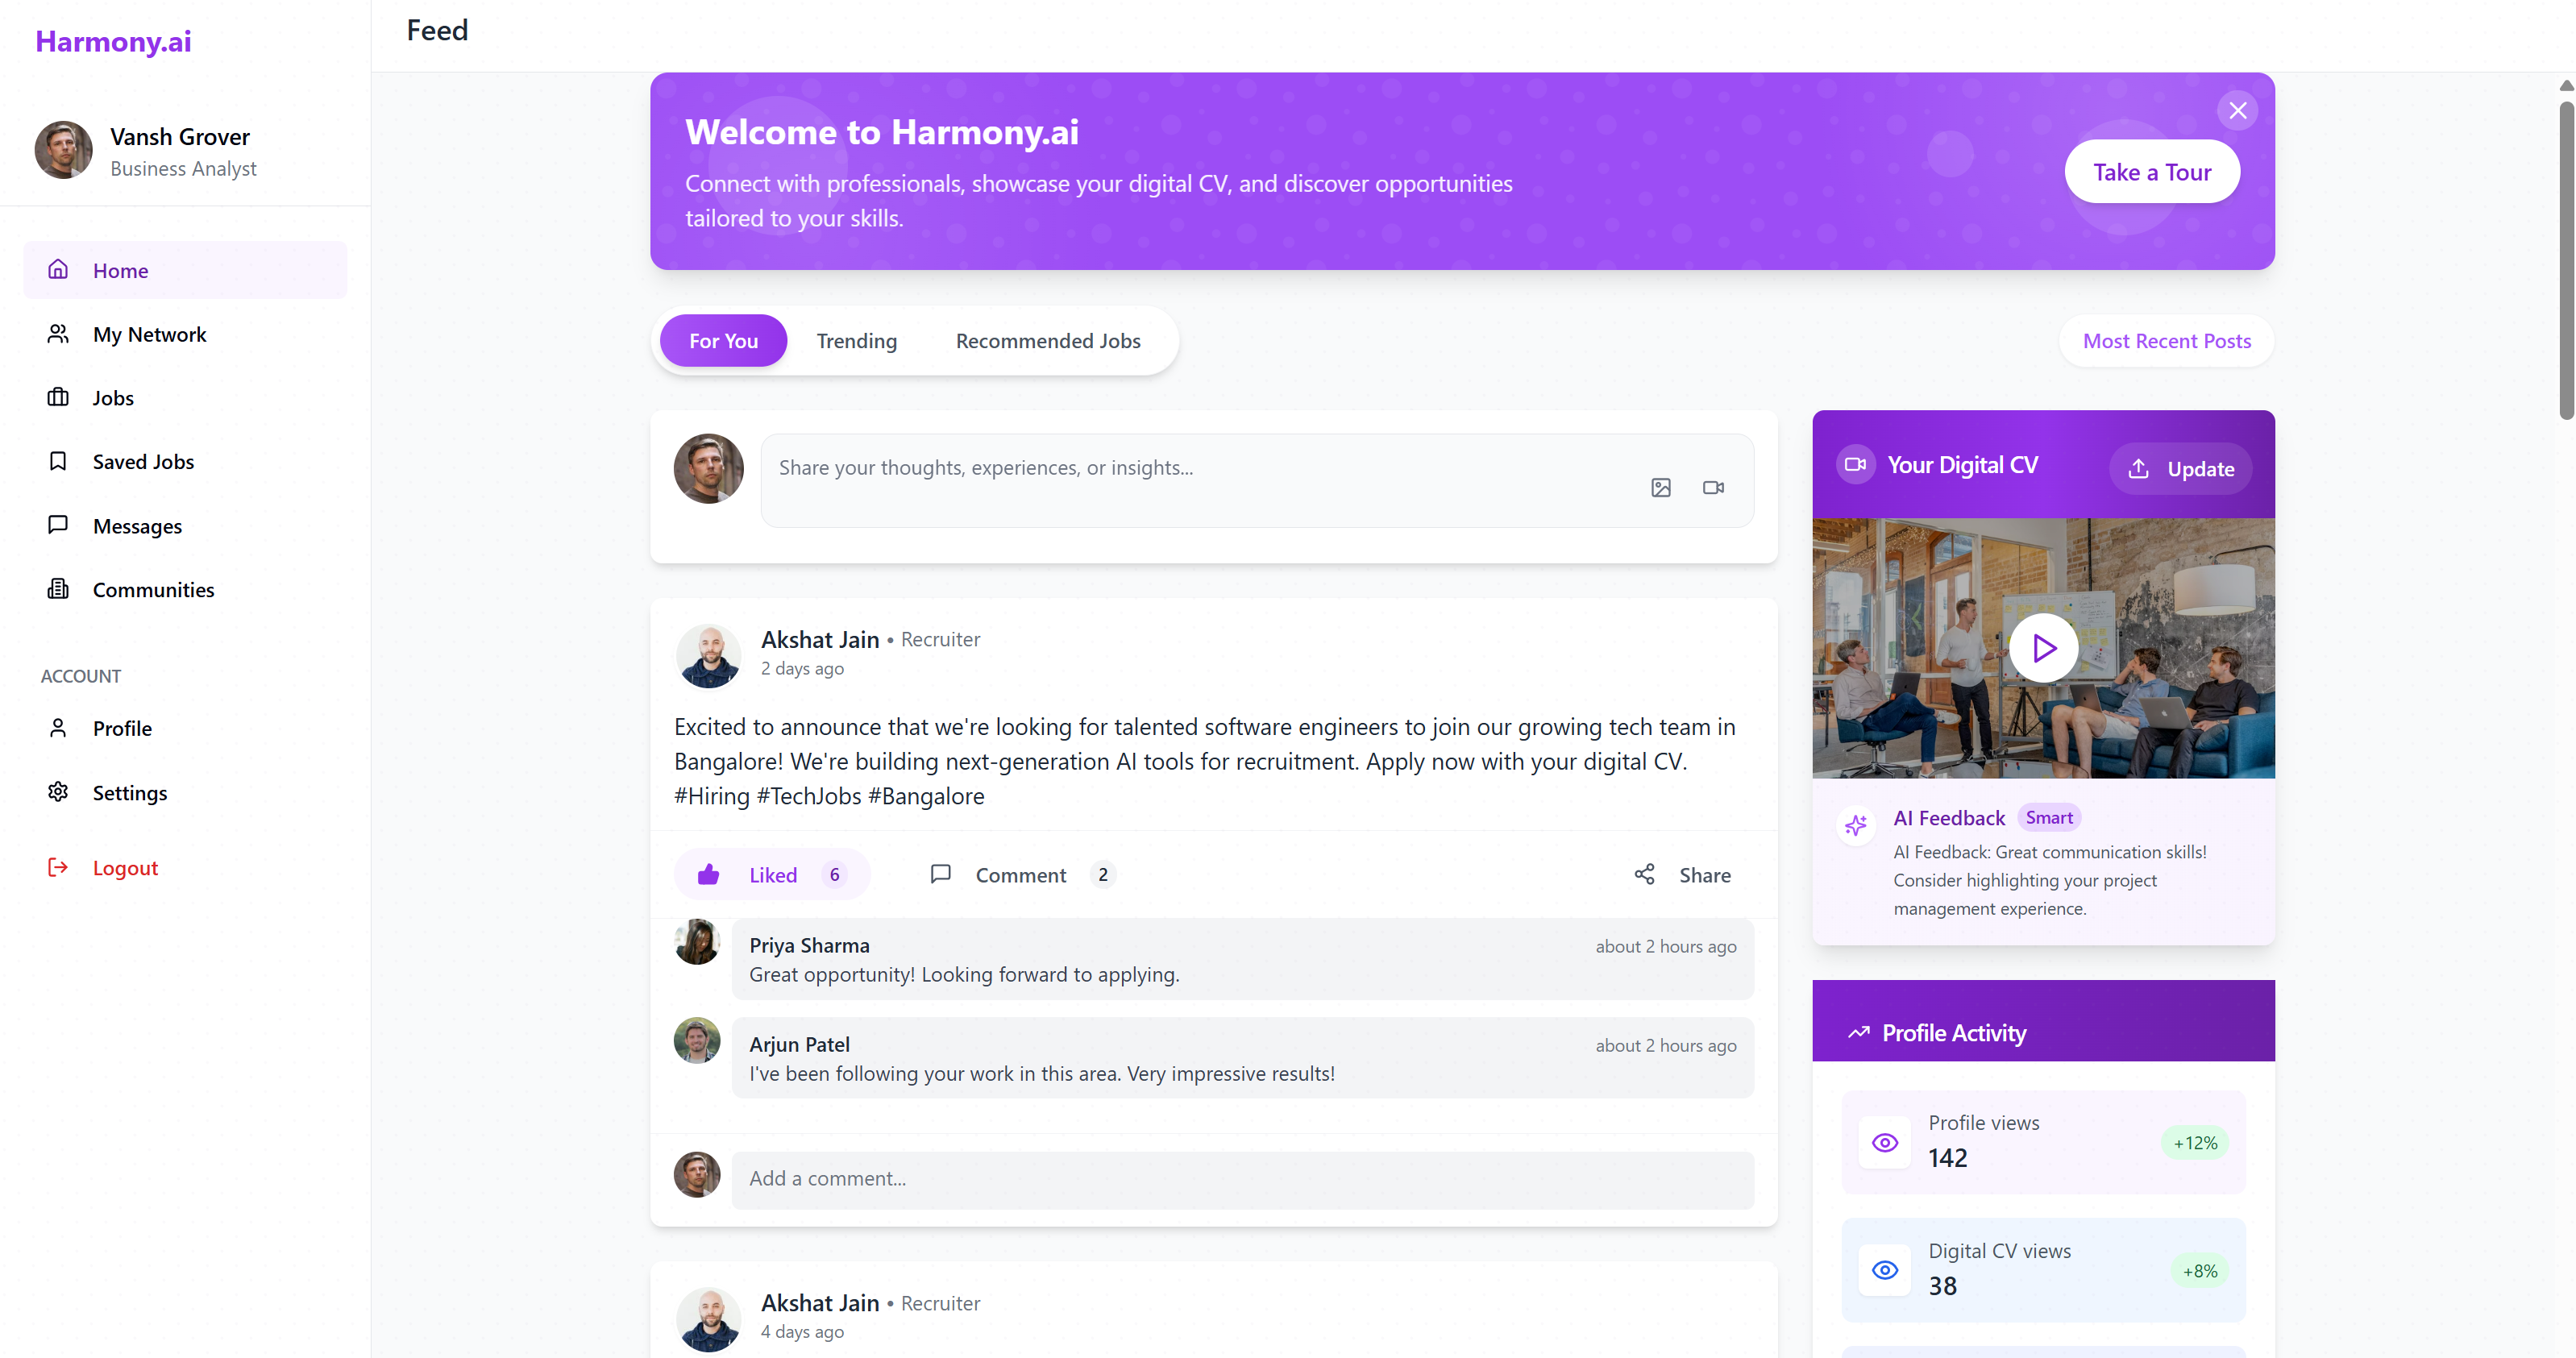 Harmony.ai
Vansh Grover
Business Analyst
Home
My Network
Jobs
Saved Jobs
Messages
Communities
ACCOUNT
Profile
Settings
Logout
Feed
Welcome to Harmony.ai
Connect with professionals, showcase your digital CV, and discover opportunities
tailored to your skills.
Take a Tour
For You
Trending
Recommended Jobs
Most Recent Posts
Share your thoughts, experiences, or insights...
Akshat Jain • Recruiter
2 days ago
Excited to announce that we're looking for talented software engineers to join our growing tech team in
Bangalore! We're building next-generation AI tools for recruitment. Apply now with your digital CV.
#Hiring #TechJobs #Bangalore
Liked 6
Comment 2
Share
Priya Sharma
about 2 hours ago
Great opportunity! Looking forward to applying.
Arjun Patel
about 2 hours ago
I've been following your work in this area. Very impressive results!
Add a comment...
Akshat Jain • Recruiter
4 days ago
Your Digital CV
Update
AI Feedback Smart
AI Feedback: Great communication skills!
Consider highlighting your project
management experience.
Profile Activity
Profile views
142
+12%
Digital CV views
38
+8%